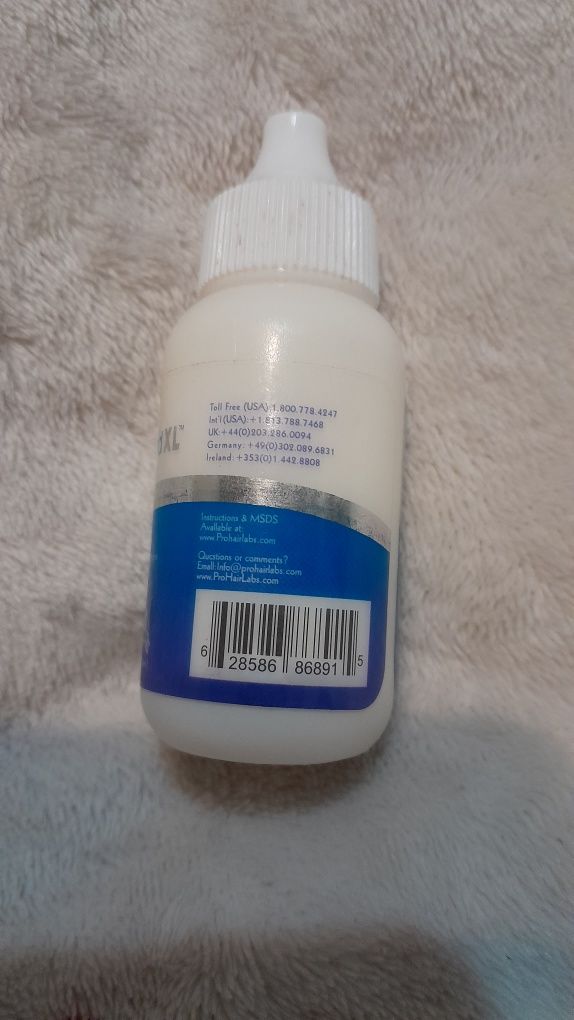 XL™
Toll Free (USA):1.800.778.4247
Int'l (USA):+1.813.788.7468
UK:+44(0)203.286.0094
Germany: +49(0)302.089.6831
Ireland: +353(0)1.442.8808
Instructions & MSDS
Available at:
www.Prohairlabs.com
Questions or comments?
Email:Info@prohairlabs.com
www.ProHairLabs.com
6 28586 86891 5